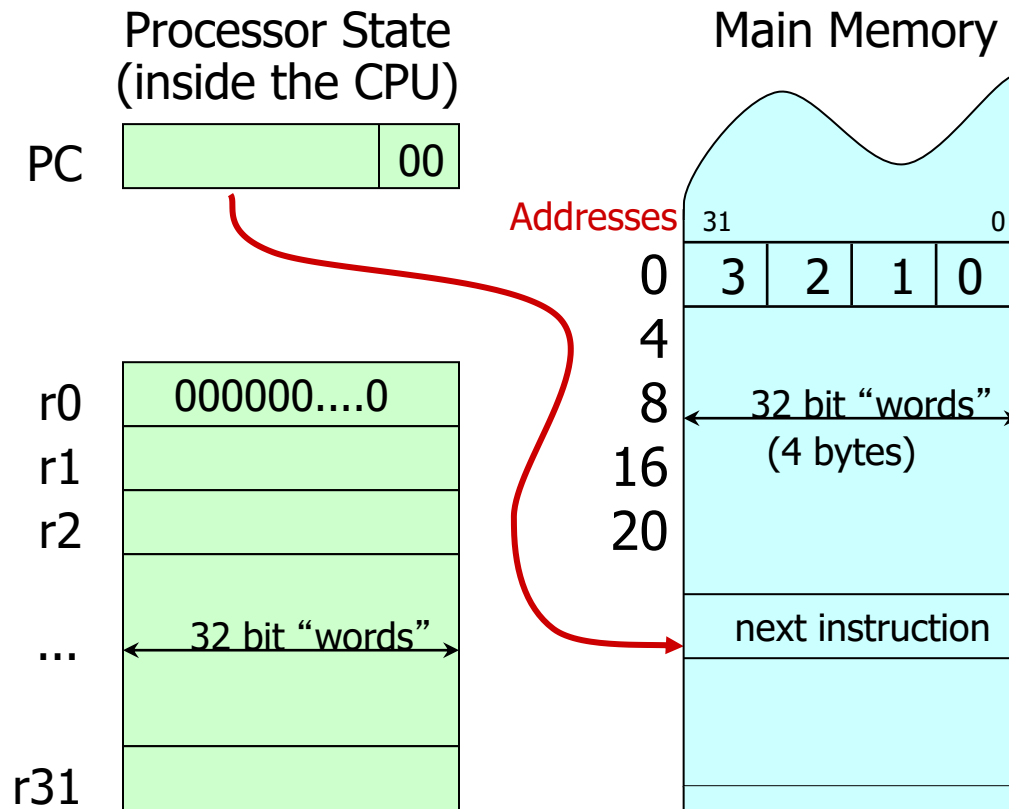 Processor State
(inside the CPU)
PC
00
r0
000000....0
r1
r2
...
32 bit “words”
r31
Main Memory
Addresses
31
0
0
3 2 1 0
4
8
32 bit “words”
(4 bytes)
16
20
next instruction